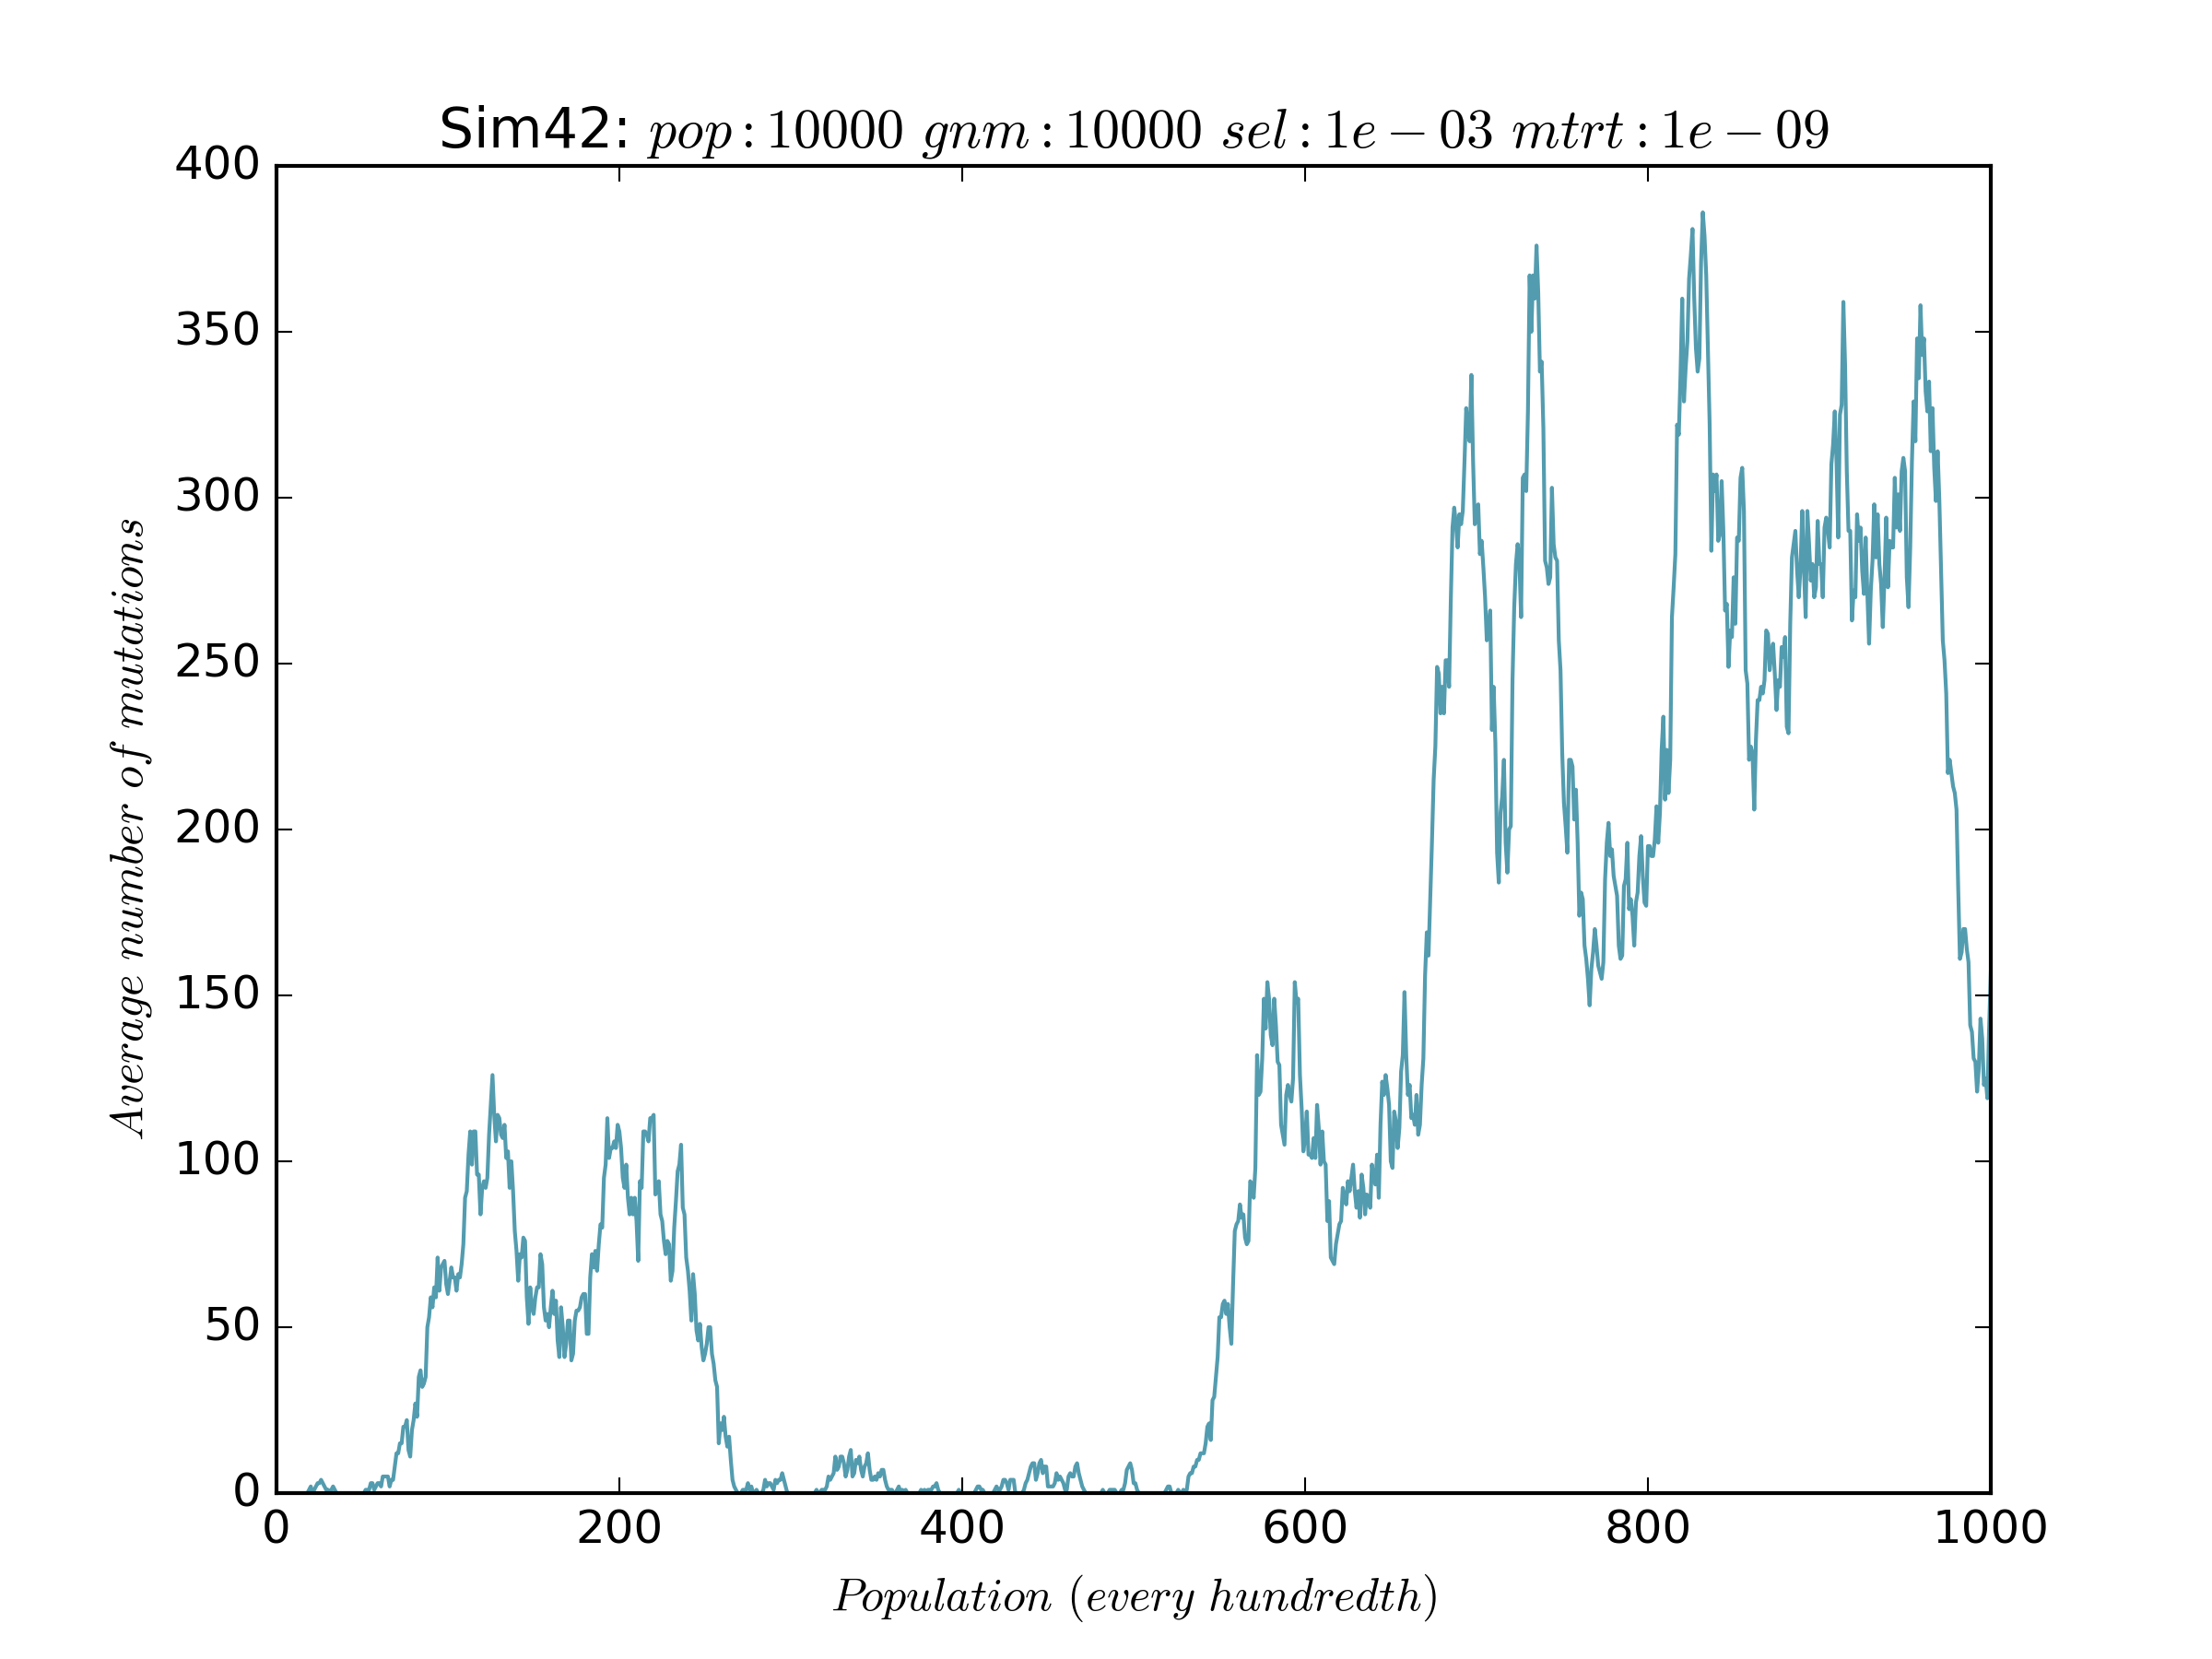 Sim42: pop : 10000 gnm : 10000 sel : 1e − 03 mtrt : 1e − 09
400
350
300
250
200
150
100
50
0
Average number of mutations
0 200 400 600 800 1000
Population (every hundredth)